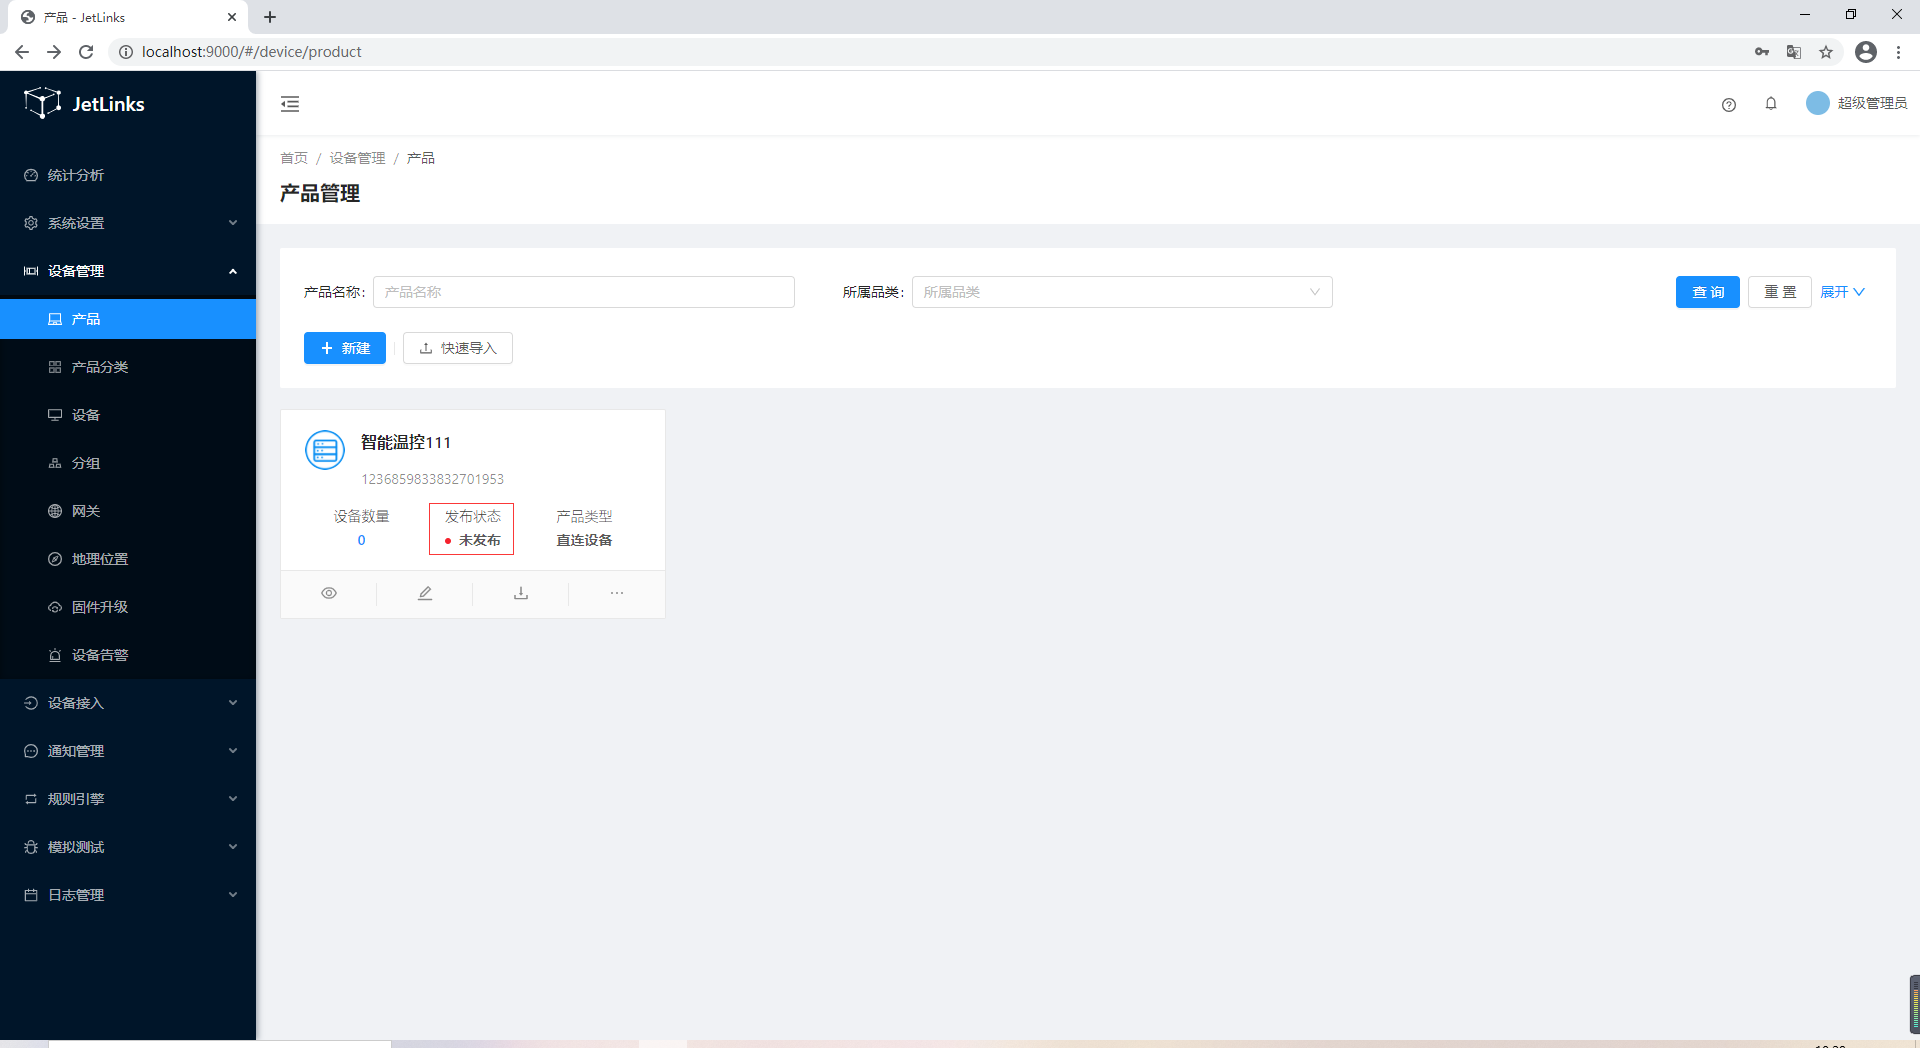 产品 - JetLinks
localhost:9000/#/device/product
JetLinks
超级管理员
统计分析
系统设置
设备管理
产品
产品分类
设备
分组
网关
地理位置
固件升级
设备告警
设备接入
通知管理
规则引擎
模拟测试
日志管理
首页 / 设备管理 / 产品
产品管理
产品名称: 产品名称 所属品类: 所属品类 查 询 重 置 展开
新建 快速导入
智能温控111
1236859833832701953
设备数量 发布状态 产品类型
0 未发布 直连设备